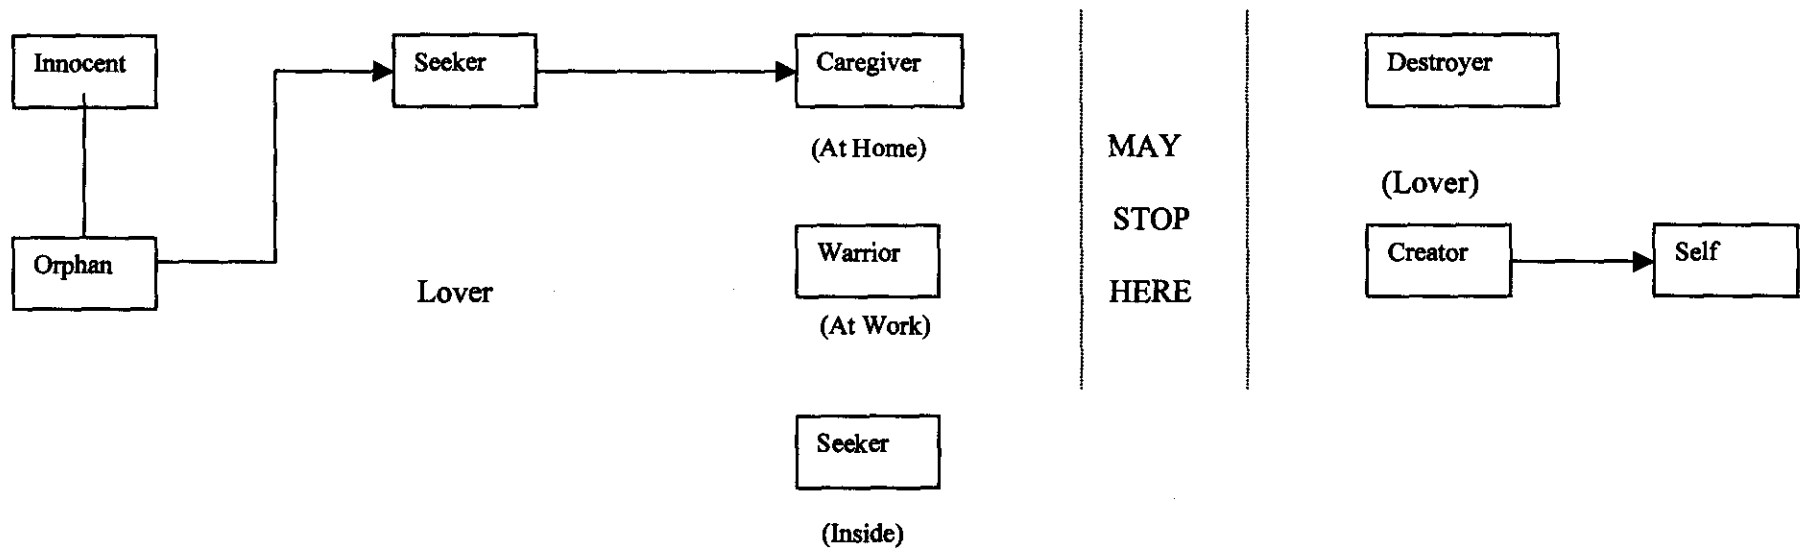 Innocent
Orphan
Seeker
Lover
Caregiver
(At Home)
Warrior
(At Work)
Seeker
(Inside)
MAY
STOP
HERE
Destroyer
(Lover)
Creator
Self